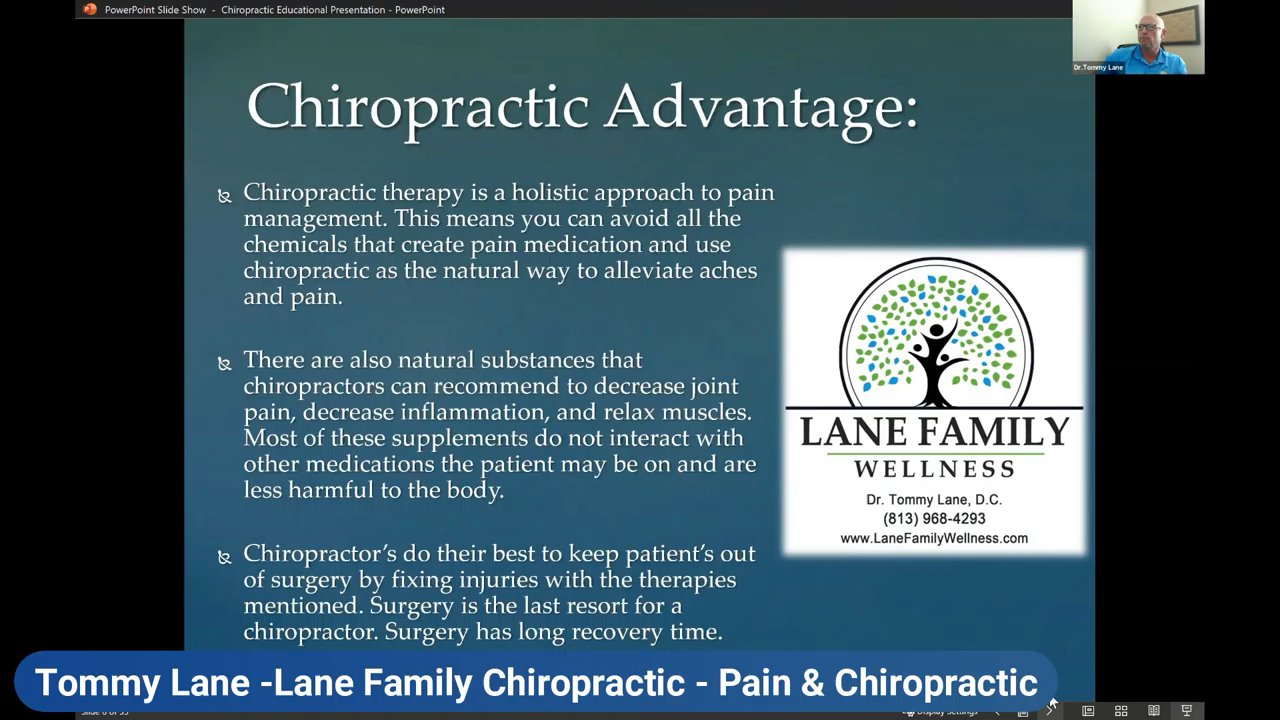 PowerPoint Slide Show - Chiropractic Educational Presentation - PowerPoint
Dr.Tommy Lane
Chiropractic Advantage:
Chiropractic therapy is a holistic approach to pain
management. This means you can avoid all the
chemicals that create pain medication and use
chiropractic as the natural way to alleviate aches
and pain.
There are also natural substances that
chiropractors can recommend to decrease joint
pain, decrease inflammation, and relax muscles.
Most of these supplements do not interact with
other medications the patient may be on and are
less harmful to the body.
Chiropractor’s do their best to keep patient’s out
of surgery by fixing injuries with the therapies
mentioned. Surgery is the last resort for a
chiropractor. Surgery has long recovery time.
LANE FAMILY
WELLNESS
Dr. Tommy Lane, D.C.
(813) 968-4293
www.LaneFamilyWellness.com
Tommy Lane -Lane Family Chiropractic - Pain & Chiropractic
Display Settings